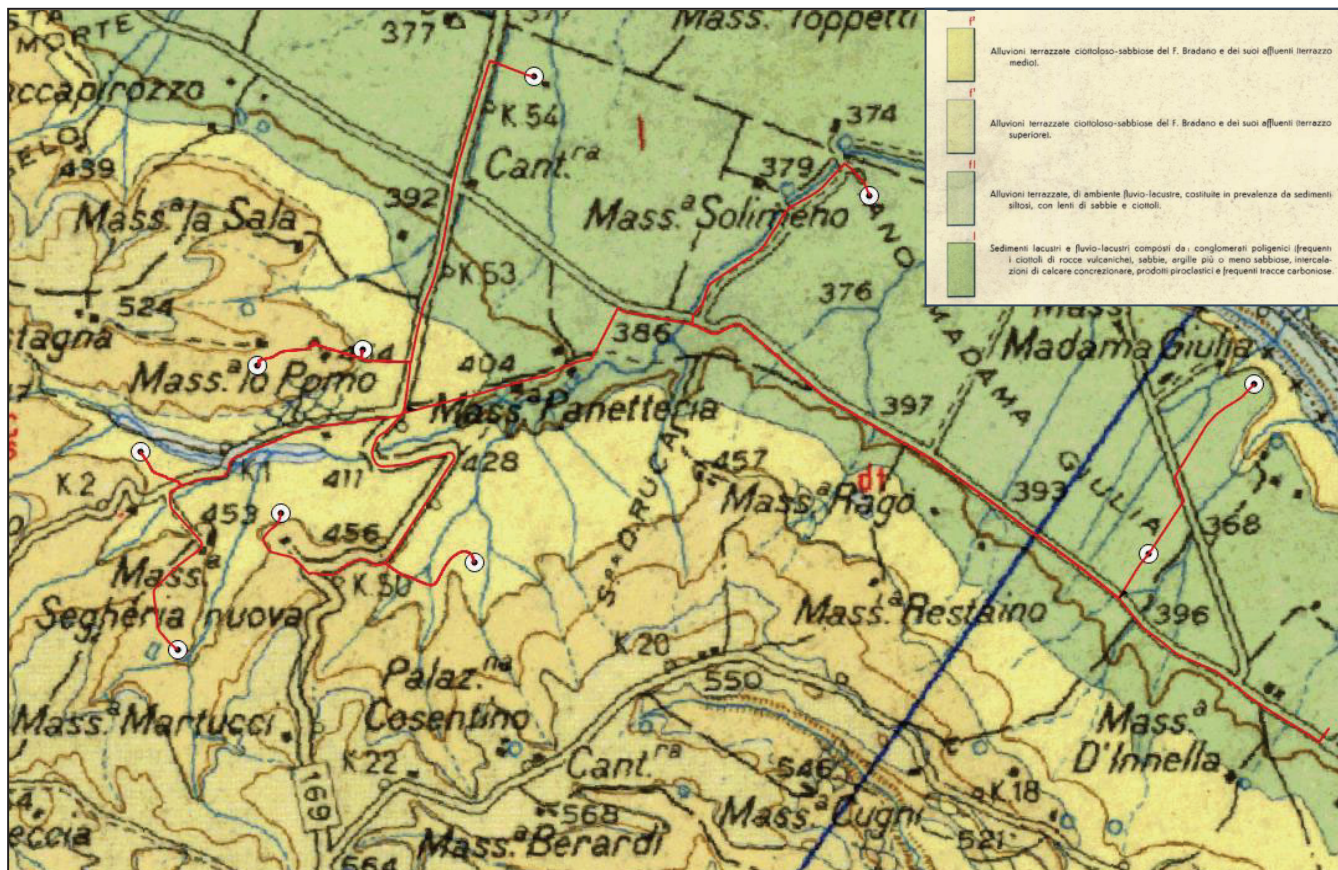 377
Mass. Toppetti
MORTE
K.54
374
Cant.ra
379
439
392
Mass.a la Sala
Mass.a Solimeno
K.53
524
376
386
404
Mass.a lo Pomo
Mass.a Panetteria
397
MADAMA
Madama Giulia
428
457
K.1
411
K.2
dt
Mass.a Rago
393
GIULIA
368
453
456
Mass.a
Segheria nuova
K.50
Sp.a DRUCA
Mass.a Restaino
396
K.20
Palaz.na
Cosentino
550
Mass.a Martucci
Mass.a
D'Innella
K.22
Cant.ra
546
169
Mass.a Cugni
K.18
568
521
Mass.a Berardi
564
f'
Alluvioni terrazzate ciottoloso-sabbiose del F. Bradano e dei suoi affluenti (terrazzo
medio).
f'
Alluvioni terrazzate ciottoloso-sabbiose del F. Bradano e dei suoi affluenti (terrazzo
superiore).
fl
Alluvioni terrazzate, di ambiente fluvio-lacustre, costituite in prevalenza da sedimenti
siltosi, con lenti di sabbie e ciottoli.
l
Sedimenti lacustri e fluvio-lacustri composti da: conglomerati poligenici (frequenti
i ciottoli di rocce vulcaniche), sabbie, argille più o meno sabbiose, intercala-
zioni di calcare concrezionare, prodotti piroclastici e frequenti tracce carboniose.